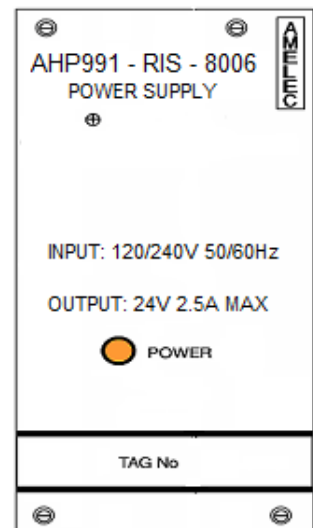 AMELEC
AHP991 - RIS - 8006
POWER SUPPLY
INPUT: 120/240V 50/60Hz
OUTPUT: 24V 2.5A MAX
POWER
TAG No